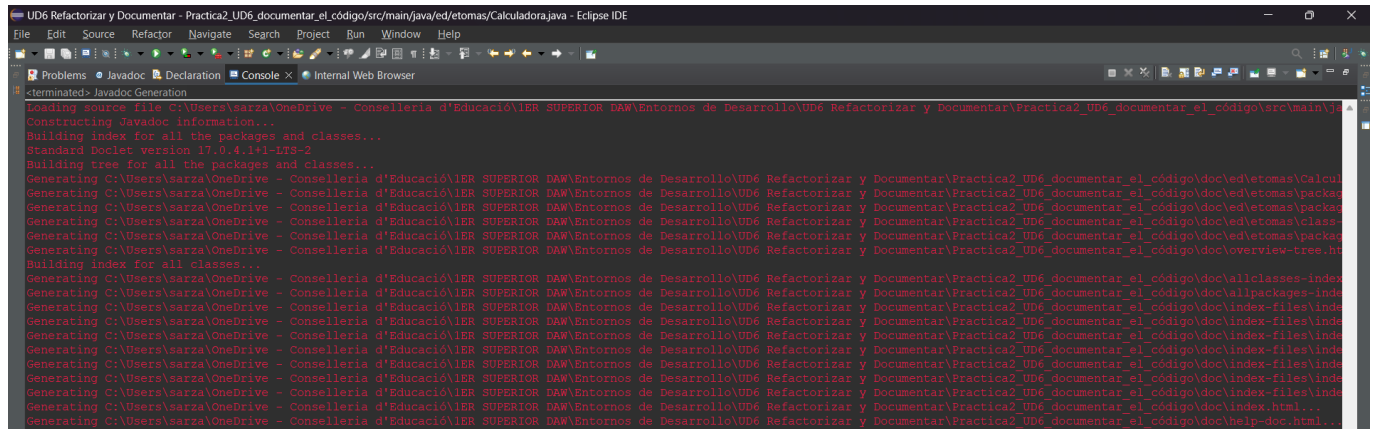 UD6 Refactorizar y Documentar - Practica2_UD6_documentar_el_código/src/main/java/ed/etomas/Calculadora.java - Eclipse IDE
File Edit Source Refactor Navigate Search Project Run Window Help
Problems Javadoc Declaration Console Internal Web Browser
<terminated> Javadoc Generation
Loading source file C:\Users\sarza\OneDrive - Conselleria d'Educació\1ER SUPERIOR DAW\Entornos de Desarrollo\UD6 Refactorizar y Documentar\Practica2_UD6_documentar_el_código\src\main\ja
Constructing Javadoc information...
Building index for all the packages and classes...
Standard Doclet version 17.0.4.1+1-LTS-2
Building tree for all the packages and classes...
Generating C:\Users\sarza\OneDrive - Conselleria d'Educació\1ER SUPERIOR DAW\Entornos de Desarrollo\UD6 Refactorizar y Documentar\Practica2_UD6_documentar_el_código\doc\ed\etomas\Calcul
Generating C:\Users\sarza\OneDrive - Conselleria d'Educació\1ER SUPERIOR DAW\Entornos de Desarrollo\UD6 Refactorizar y Documentar\Practica2_UD6_documentar_el_código\doc\ed\etomas\packag
Generating C:\Users\sarza\OneDrive - Conselleria d'Educació\1ER SUPERIOR DAW\Entornos de Desarrollo\UD6 Refactorizar y Documentar\Practica2_UD6_documentar_el_código\doc\ed\etomas\packag
Generating C:\Users\sarza\OneDrive - Conselleria d'Educació\1ER SUPERIOR DAW\Entornos de Desarrollo\UD6 Refactorizar y Documentar\Practica2_UD6_documentar_el_código\doc\ed\etomas\class-
Generating C:\Users\sarza\OneDrive - Conselleria d'Educació\1ER SUPERIOR DAW\Entornos de Desarrollo\UD6 Refactorizar y Documentar\Practica2_UD6_documentar_el_código\doc\ed\etomas\packag
Generating C:\Users\sarza\OneDrive - Conselleria d'Educació\1ER SUPERIOR DAW\Entornos de Desarrollo\UD6 Refactorizar y Documentar\Practica2_UD6_documentar_el_código\doc\overview-tree.ht
Building index for all classes...
Generating C:\Users\sarza\OneDrive - Conselleria d'Educació\1ER SUPERIOR DAW\Entornos de Desarrollo\UD6 Refactorizar y Documentar\Practica2_UD6_documentar_el_código\doc\allclasses-index
Generating C:\Users\sarza\OneDrive - Conselleria d'Educació\1ER SUPERIOR DAW\Entornos de Desarrollo\UD6 Refactorizar y Documentar\Practica2_UD6_documentar_el_código\doc\allpackages-inde
Generating C:\Users\sarza\OneDrive - Conselleria d'Educació\1ER SUPERIOR DAW\Entornos de Desarrollo\UD6 Refactorizar y Documentar\Practica2_UD6_documentar_el_código\doc\index-files\inde
Generating C:\Users\sarza\OneDrive - Conselleria d'Educació\1ER SUPERIOR DAW\Entornos de Desarrollo\UD6 Refactorizar y Documentar\Practica2_UD6_documentar_el_código\doc\index-files\inde
Generating C:\Users\sarza\OneDrive - Conselleria d'Educació\1ER SUPERIOR DAW\Entornos de Desarrollo\UD6 Refactorizar y Documentar\Practica2_UD6_documentar_el_código\doc\index-files\inde
Generating C:\Users\sarza\OneDrive - Conselleria d'Educació\1ER SUPERIOR DAW\Entornos de Desarrollo\UD6 Refactorizar y Documentar\Practica2_UD6_documentar_el_código\doc\index-files\inde
Generating C:\Users\sarza\OneDrive - Conselleria d'Educació\1ER SUPERIOR DAW\Entornos de Desarrollo\UD6 Refactorizar y Documentar\Practica2_UD6_documentar_el_código\doc\index-files\inde
Generating C:\Users\sarza\OneDrive - Conselleria d'Educació\1ER SUPERIOR DAW\Entornos de Desarrollo\UD6 Refactorizar y Documentar\Practica2_UD6_documentar_el_código\doc\index-files\inde
Generating C:\Users\sarza\OneDrive - Conselleria d'Educació\1ER SUPERIOR DAW\Entornos de Desarrollo\UD6 Refactorizar y Documentar\Practica2_UD6_documentar_el_código\doc\index-files\inde
Generating C:\Users\sarza\OneDrive - Conselleria d'Educació\1ER SUPERIOR DAW\Entornos de Desarrollo\UD6 Refactorizar y Documentar\Practica2_UD6_documentar_el_código\doc\index.html...
Generating C:\Users\sarza\OneDrive - Conselleria d'Educació\1ER SUPERIOR DAW\Entornos de Desarrollo\UD6 Refactorizar y Documentar\Practica2_UD6_documentar_el_código\doc\help-doc.html...